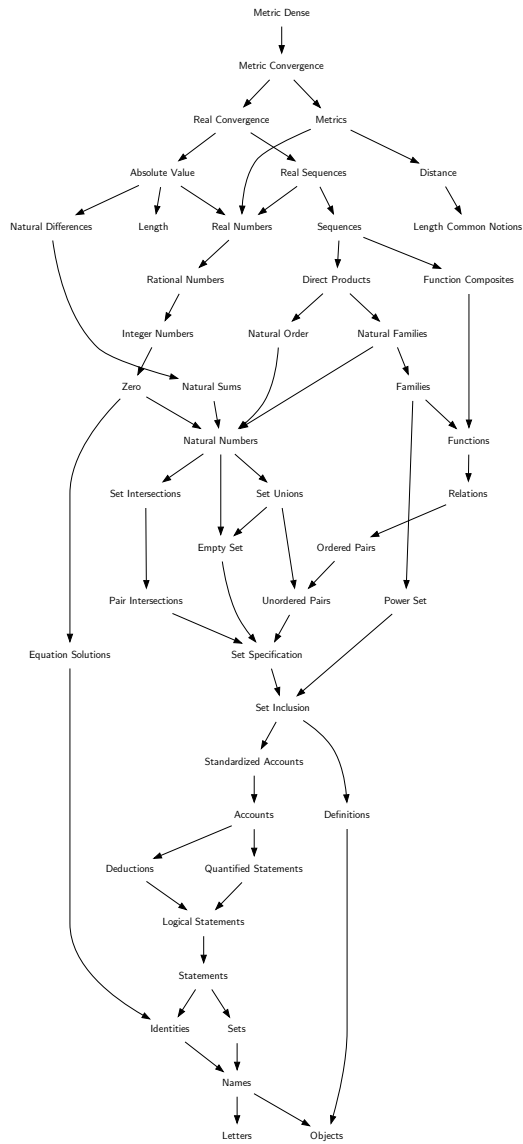 Metric Dense
Metric Convergence
Real Convergence
Metrics
Absolute Value
Real Sequences
Distance
Natural Differences
Length
Real Numbers
Sequences
Length Common Notions
Rational Numbers
Direct Products
Function Composites
Integer Numbers
Natural Order
Natural Families
Zero
Natural Sums
Families
Natural Numbers
Functions
Set Intersections
Set Unions
Relations
Empty Set
Ordered Pairs
Pair Intersections
Unordered Pairs
Power Set
Equation Solutions
Set Specification
Set Inclusion
Standardized Accounts
Accounts
Definitions
Deductions
Quantified Statements
Logical Statements
Statements
Identities
Sets
Names
Letters
Objects